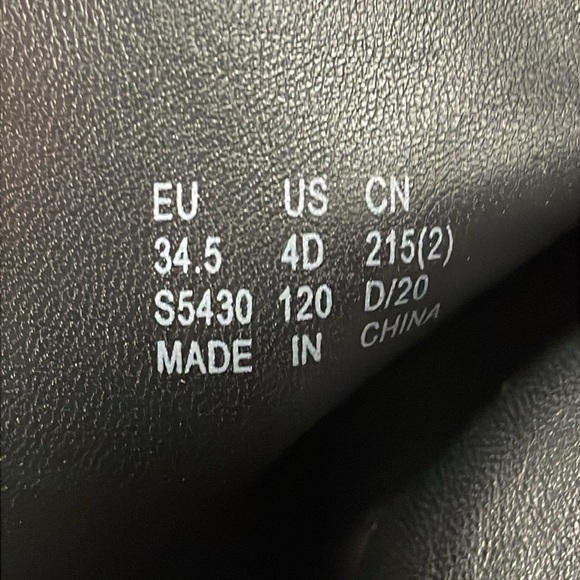 EU US CN
34.5 4D 215(2)
S5430 120 D/20
MADE IN CHINA